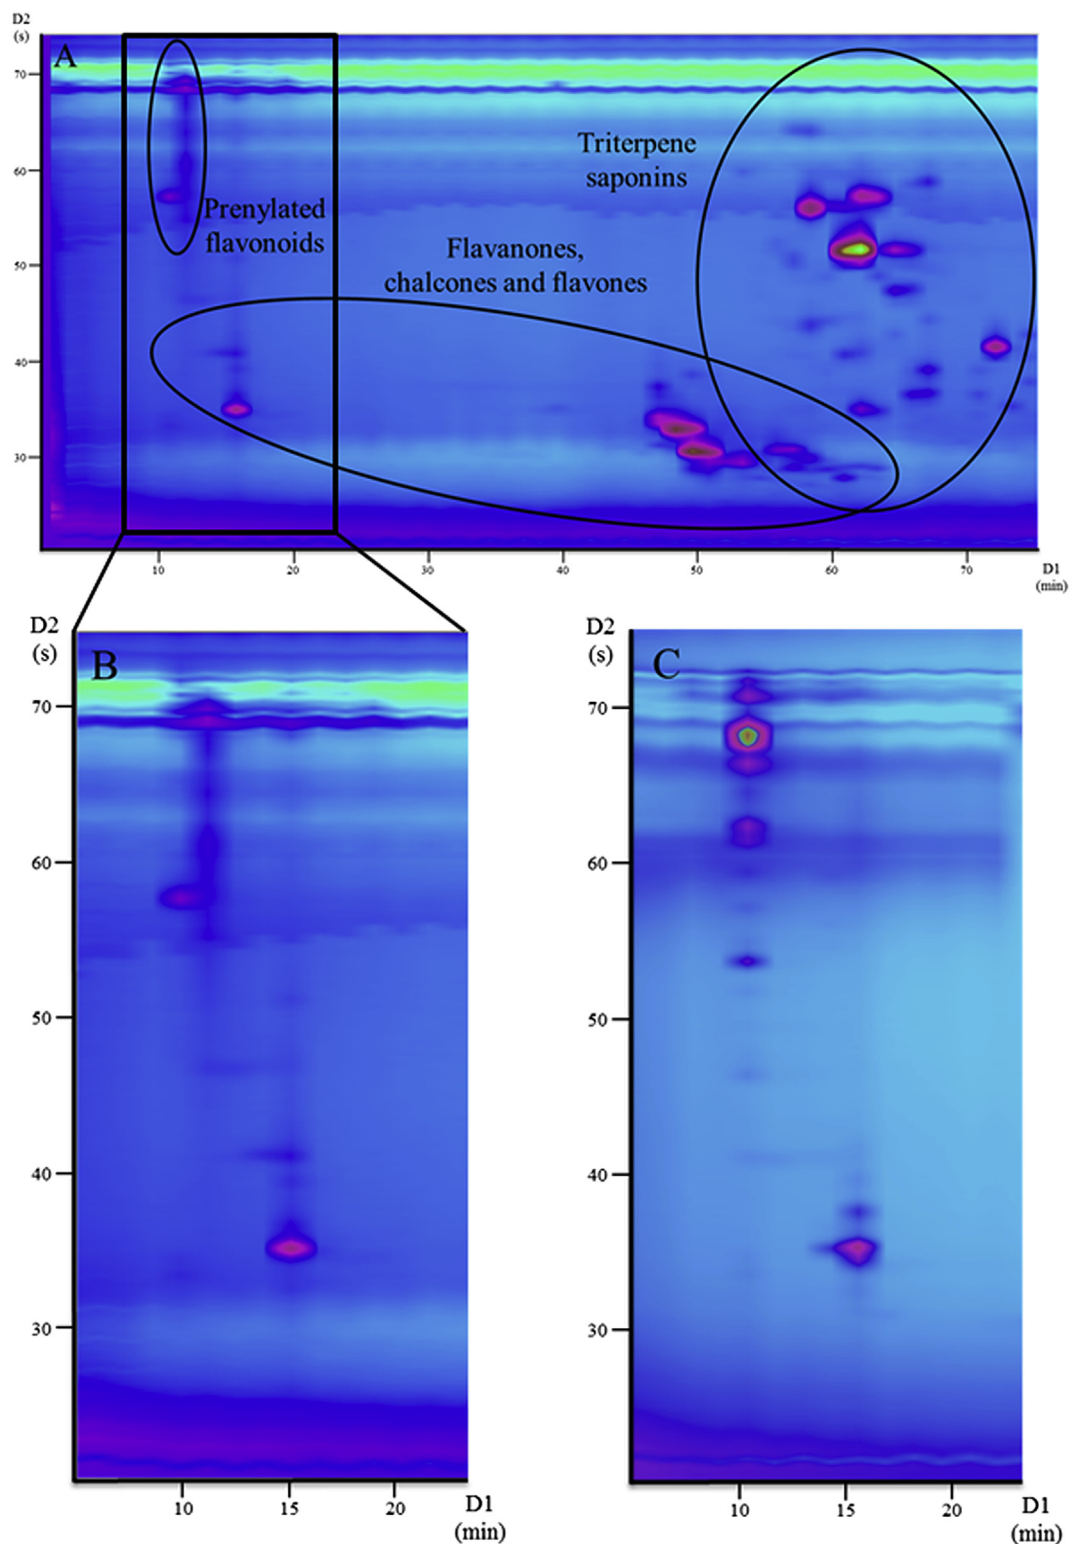 D2
(s)
A
70
60
50
40
30
Prenylated
flavonoids
Flavanones,
chalcones and flavones
Triterpene
saponins
10
20
30
40
50
60
70
D1
(min)
D2
(s)
B
70
60
50
40
30
10
15
20
D1
(min)
D2
(s)
C
70
60
50
40
30
10
15
20
D1
(min)